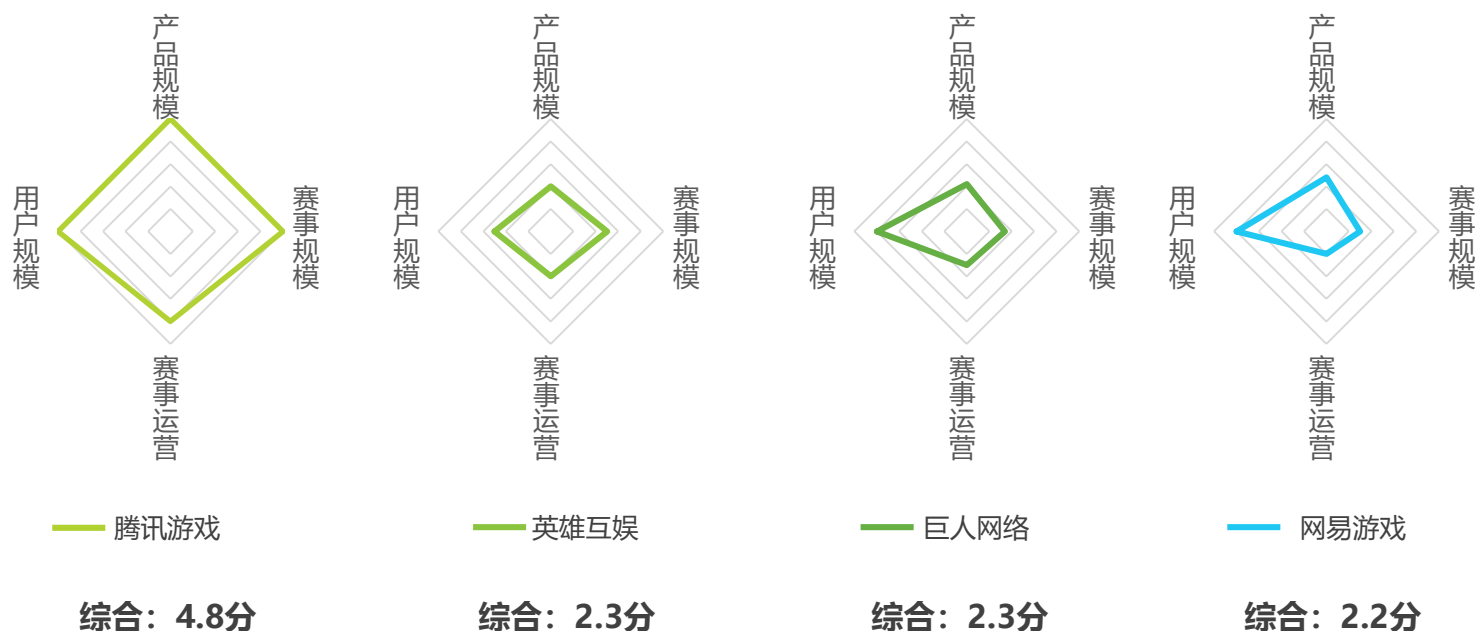 产品规模
用户规模
赛事规模
赛事运营
产品规模
用户规模
赛事规模
赛事运营
产品规模
用户规模
赛事规模
赛事运营
产品规模
用户规模
赛事规模
赛事运营
腾讯游戏
英雄互娱
巨人网络
网易游戏
综合：4.8分
综合：2.3分
综合：2.3分
综合：2.2分